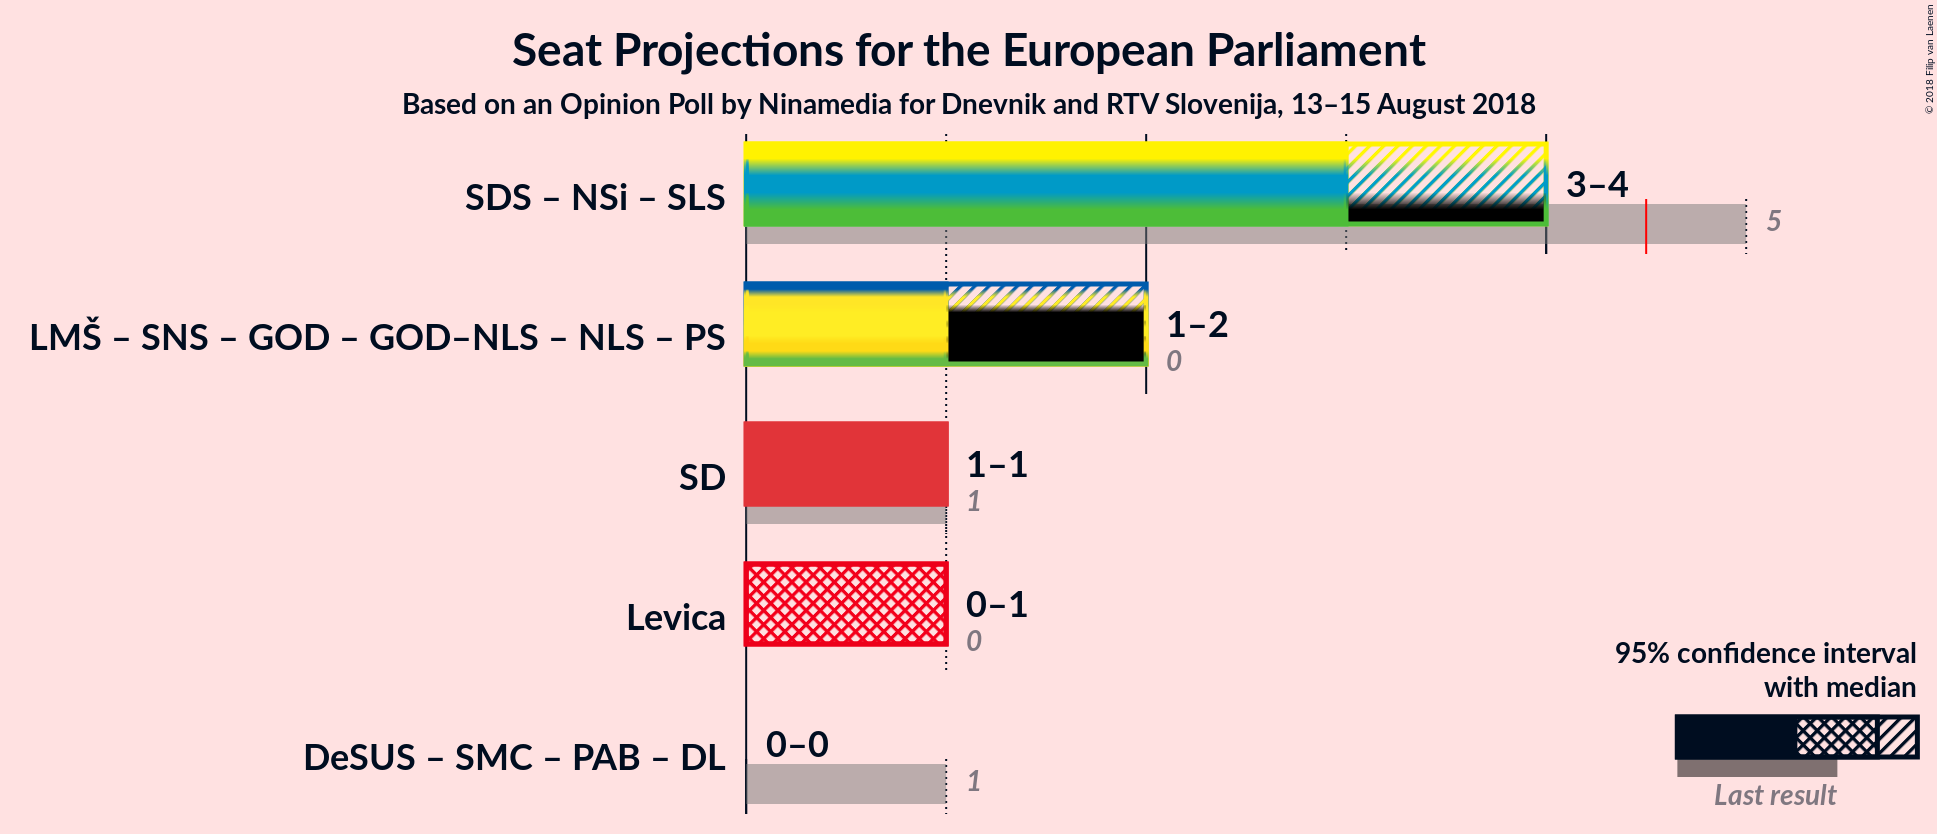 Seat Projections for the European Parliament
Based on an Opinion Poll by Ninamedia for Dnevnik and RTV Slovenija, 13–15 August 2018
© 2018 Filip van Laenen
SDS – NSi – SLS
3–4
5
LMŠ – SNS – GOD – GOD–NLS – NLS – PS
1–2
0
SD
1–1
1
Levica
0–1
0
DeSUS – SMC – PAB – DL
0–0
1
95% confidence interval
with median
Last result